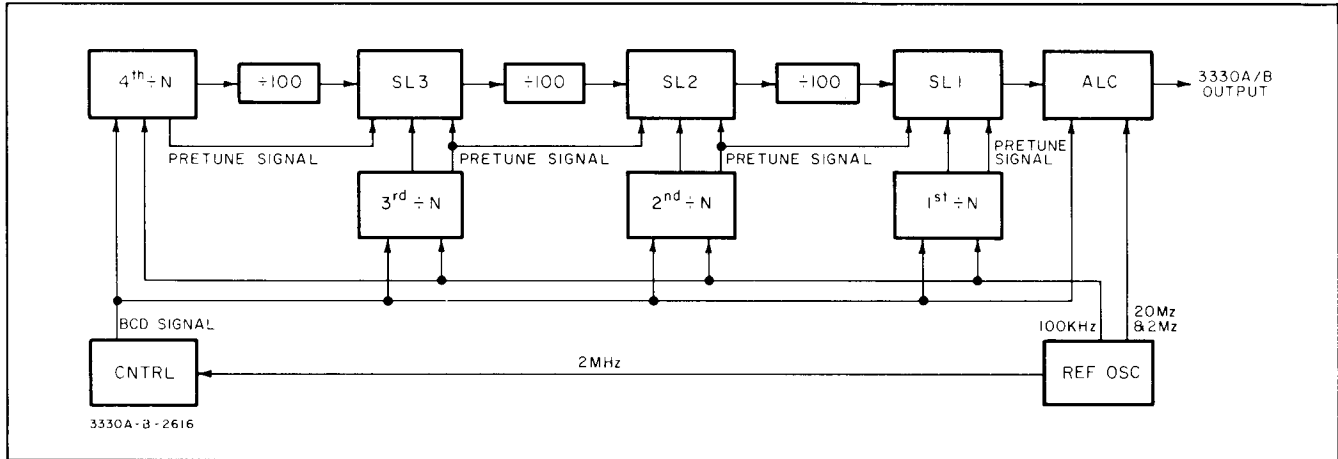 4th ÷ N
÷100
SL3
÷100
SL2
÷100
SL1
ALC
3330A/B
OUTPUT
PRETUNE SIGNAL
PRETUNE SIGNAL
PRETUNE SIGNAL
PRETUNE
SIGNAL
3rd ÷ N
2nd ÷ N
1st ÷ N
BCD SIGNAL
100KHz
20Mz
&2Mz
CNTRL
2MHz
REF OSC
3330A-B-2616